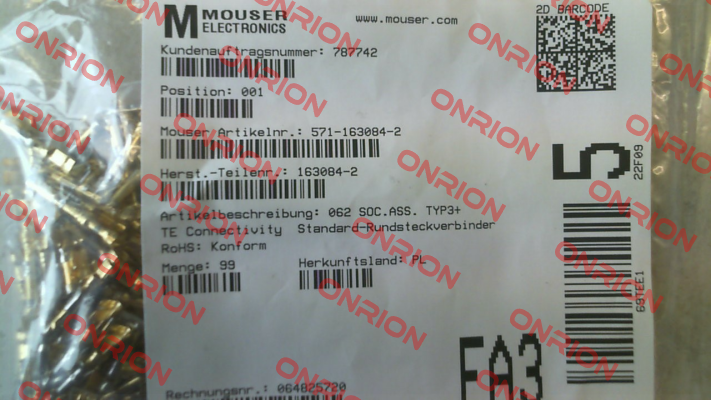 MOUSER
ELECTRONICS
www.mouser.com
2D BARCODE
Kundenauftragsnummer: 787742
Position: 001
Mouser Artikelnr.: 571-163084-2
Herst.-Teilenr.: 163084-2
Artikelbeschreibung: 062 SOC.ASS. TYP3+
TE Connectivity Standard-Rundsteckverbinder
RoHS: Konform
Menge: 99
Herkunftsland: PL
Rechnungsnr.: 064825720
5
22F09
69TEE1
FA3
ONRION